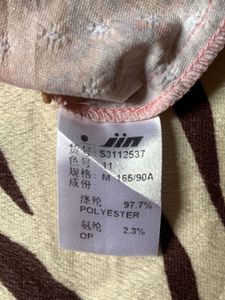 jjn
货号: S3112537
色号: 11
规格: M 165/90A
成份
涤纶 97.7%
POLYESTER
氨纶 2.3%
OP